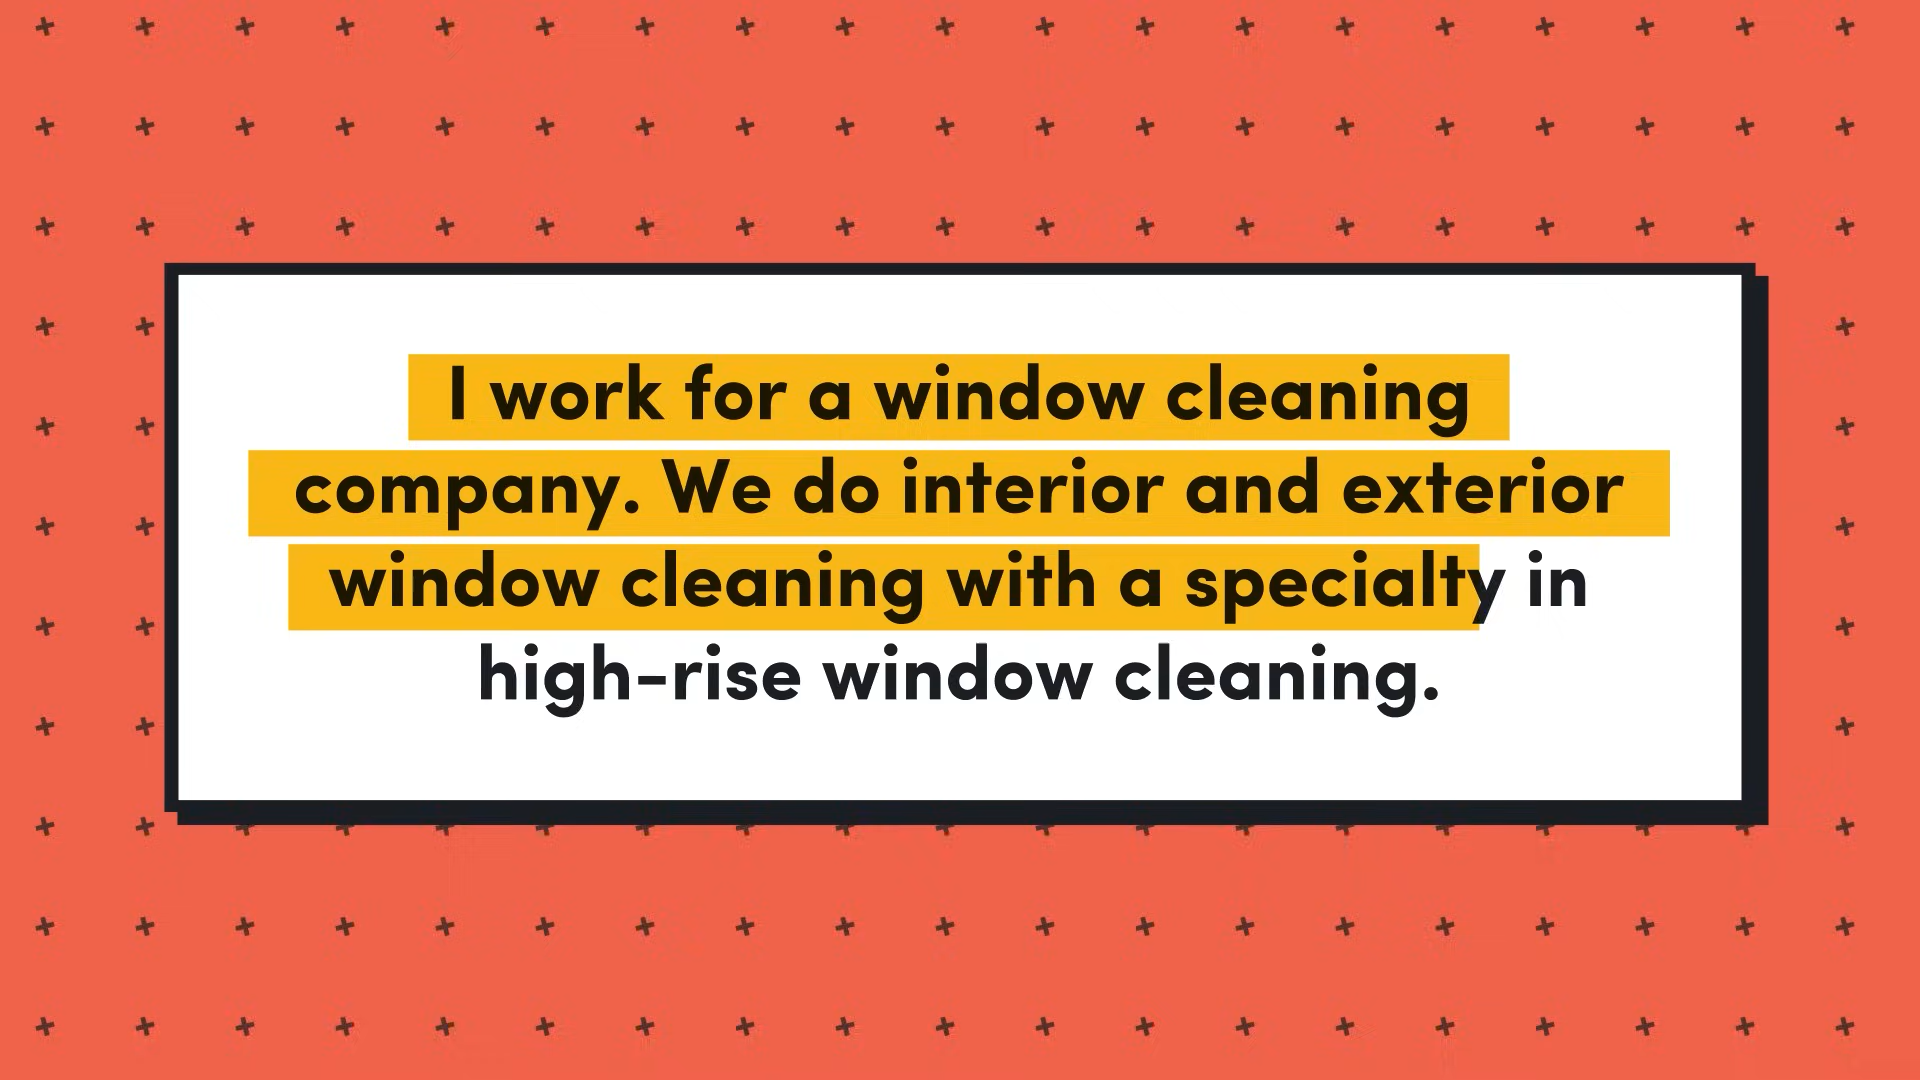 I work for a window cleaning
company. We do interior and exterior
window cleaning with a specialty in
high-rise window cleaning.